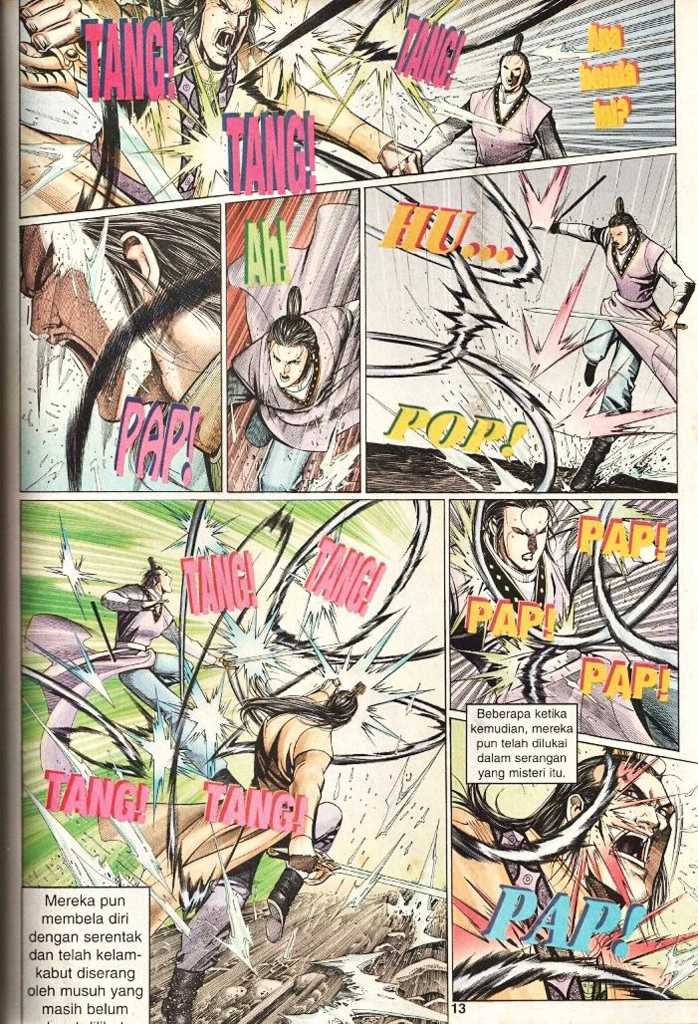 TANG!
TANG!
TANG!
Apa
benda
ini?
PAP!
Ah!
HU...
POP!
TANG!
TANG!
TANG!
TANG!
Mereka pun
membela diri
dengan serentak
dan telah kelam-
kabut diserang
oleh musuh yang
masih belum
PAP!
PAP!
PAP!
Beberapa ketika
kemudian, mereka
pun telah dilukai
dalam serangan
yang misteri itu.
PAP!
13